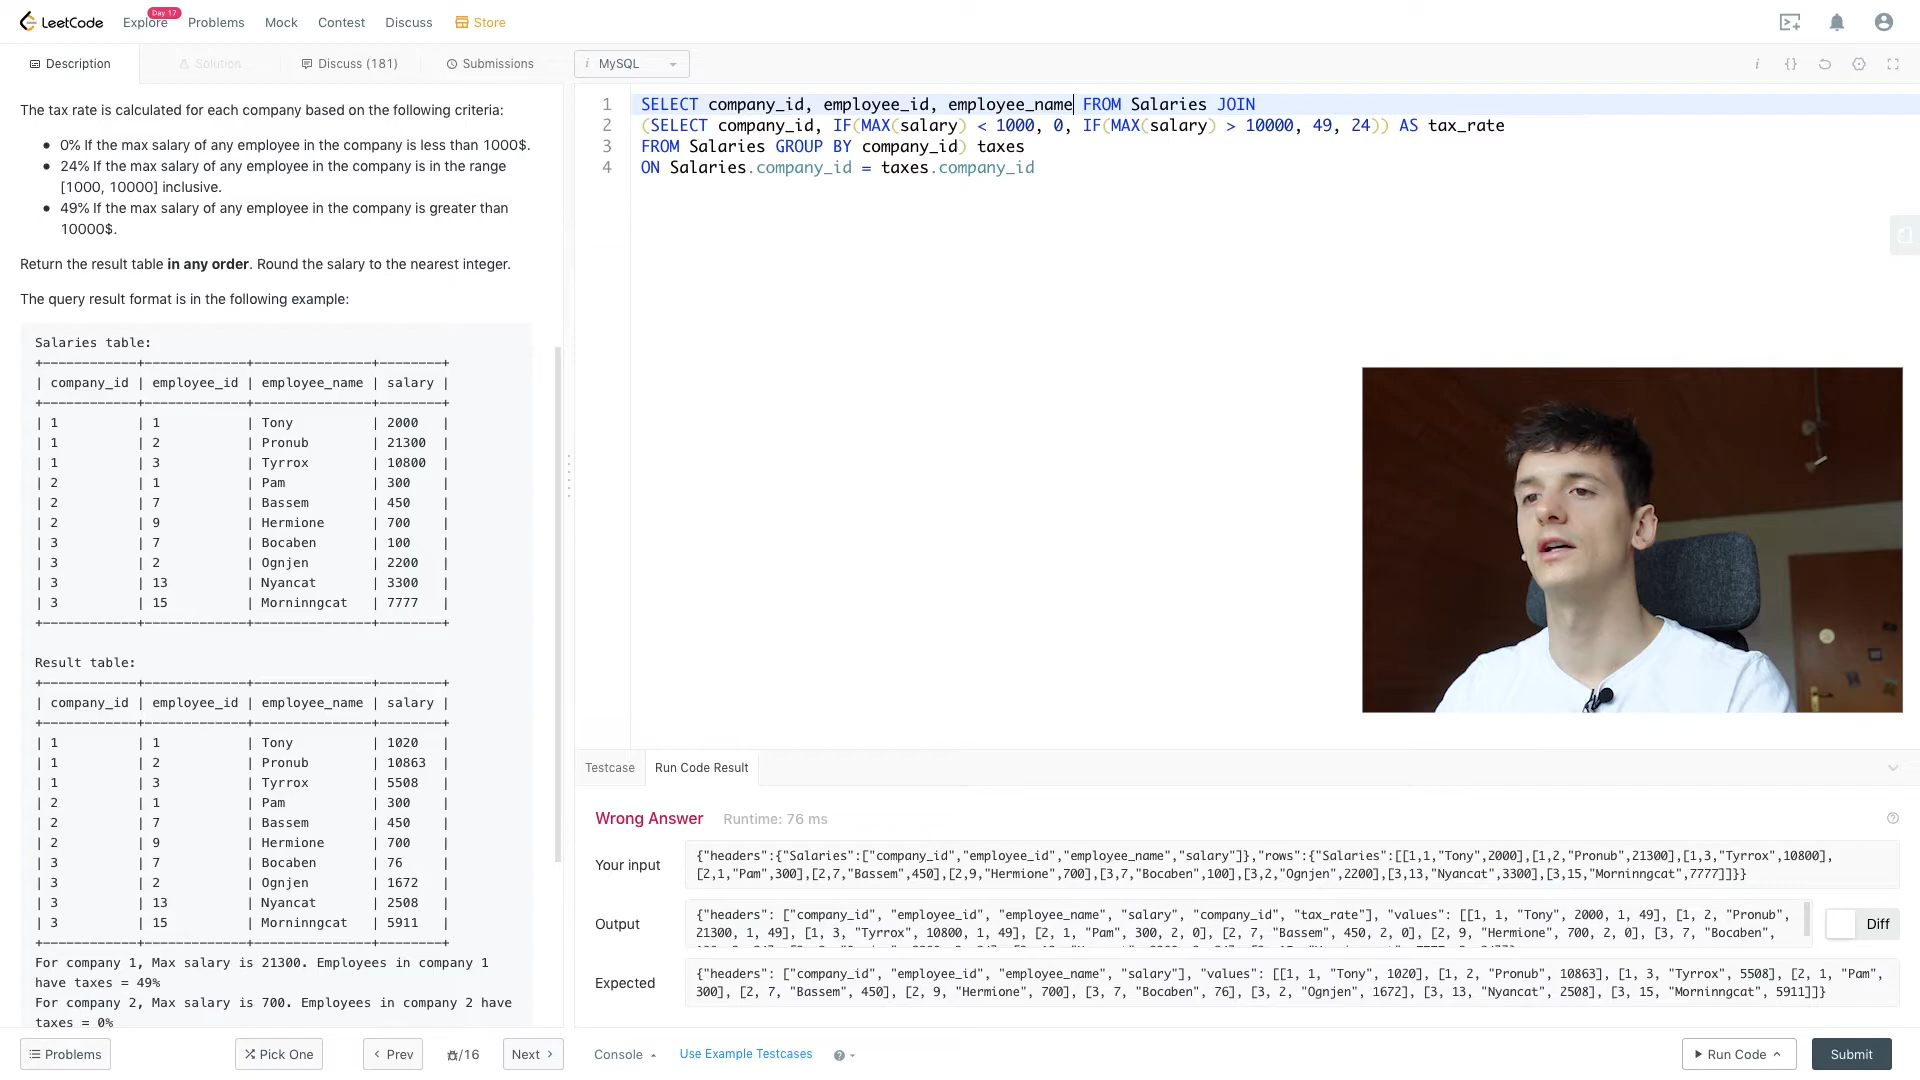 LeetCode
Explore
Day 17
Problems
Mock
Contest
Discuss
Store
Description
Solution
Discuss (181)
Submissions
i MySQL
The tax rate is calculated for each company based on the following criteria:
• 0% If the max salary of any employee in the company is less than 1000$.
• 24% If the max salary of any employee in the company is in the range
[1000, 10000] inclusive.
• 49% If the max salary of any employee in the company is greater than
10000$.
Return the result table in any order. Round the salary to the nearest integer.
The query result format is in the following example:
Salaries table:
+------------+-------------+---------------+--------+
| company_id | employee_id | employee_name | salary |
+------------+-------------+---------------+--------+
| 1 | 1 | Tony | 2000 |
| 1 | 2 | Pronub | 21300 |
| 1 | 3 | Tyrrox | 10800 |
| 2 | 1 | Pam | 300 |
| 2 | 7 | Bassem | 450 |
| 2 | 9 | Hermione | 700 |
| 3 | 7 | Bocaben | 100 |
| 3 | 2 | Ognjen | 2200 |
| 3 | 13 | Nyancat | 3300 |
| 3 | 15 | Morninngcat | 7777 |
+------------+-------------+---------------+--------+
Result table:
+------------+-------------+---------------+--------+
| company_id | employee_id | employee_name | salary |
+------------+-------------+---------------+--------+
| 1 | 1 | Tony | 1020 |
| 1 | 2 | Pronub | 10863 |
| 1 | 3 | Tyrrox | 5508 |
| 2 | 1 | Pam | 300 |
| 2 | 7 | Bassem | 450 |
| 2 | 9 | Hermione | 700 |
| 3 | 7 | Bocaben | 76 |
| 3 | 2 | Ognjen | 1672 |
| 3 | 13 | Nyancat | 2508 |
| 3 | 15 | Morninngcat | 5911 |
+------------+-------------+---------------+--------+
For company 1, Max salary is 21300. Employees in company 1
have taxes = 49%
For company 2, Max salary is 700. Employees in company 2 have
taxes = 0%
1 SELECT company_id, employee_id, employee_name FROM Salaries JOIN
2 (SELECT company_id, IF(MAX(salary) < 1000, 0, IF(MAX(salary) > 10000, 49, 24)) AS tax_rate
3 FROM Salaries GROUP BY company_id) taxes
4 ON Salaries.company_id = taxes.company_id
Testcase
Run Code Result
Wrong Answer
Runtime: 76 ms
Your input
{"headers":{"Salaries":["company_id","employee_id","employee_name","salary"]},"rows":{"Salaries":[[1,1,"Tony",2000],[1,2,"Pronub",21300],[1,3,"Tyrrox",10800],
[2,1,"Pam",300],[2,7,"Bassem",450],[2,9,"Hermione",700],[3,7,"Bocaben",100],[3,2,"Ognjen",2200],[3,13,"Nyancat",3300],[3,15,"Morninngcat",7777]]}}
Output
{"headers": ["company_id", "employee_id", "employee_name", "salary", "company_id", "tax_rate"], "values": [[1, 1, "Tony", 2000, 1, 49], [1, 2, "Pronub",
21300, 1, 49], [1, 3, "Tyrrox", 10800, 1, 49], [2, 1, "Pam", 300, 2, 0], [2, 7, "Bassem", 450, 2, 0], [2, 9, "Hermione", 700, 2, 0], [3, 7, "Bocaben",
Diff
Expected
{"headers": ["company_id", "employee_id", "employee_name", "salary"], "values": [[1, 1, "Tony", 1020], [1, 2, "Pronub", 10863], [1, 3, "Tyrrox", 5508], [2, 1, "Pam",
300], [2, 7, "Bassem", 450], [2, 9, "Hermione", 700], [3, 7, "Bocaben", 76], [3, 2, "Ognjen", 1672], [3, 13, "Nyancat", 2508], [3, 15, "Morninngcat", 5911]]}
Problems
Pick One
Prev
/16
Next
Console
Use Example Testcases
Run Code
Submit